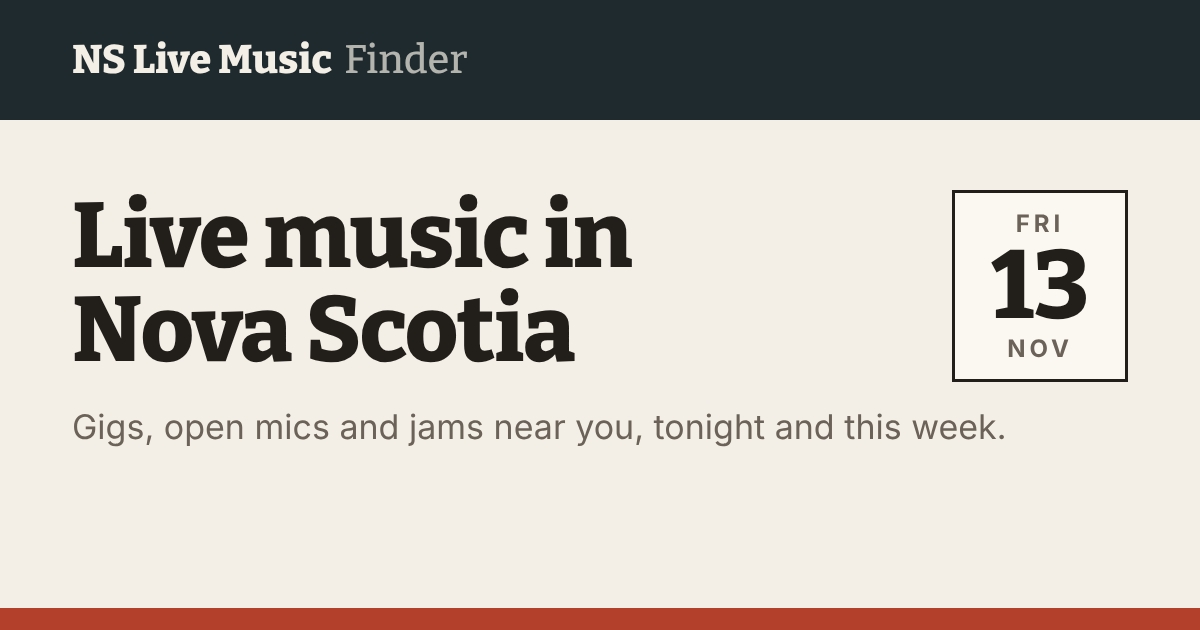 NS Live Music Finder
Live music in
Nova Scotia
FRI
13
NOV
Gigs, open mics and jams near you, tonight and this week.